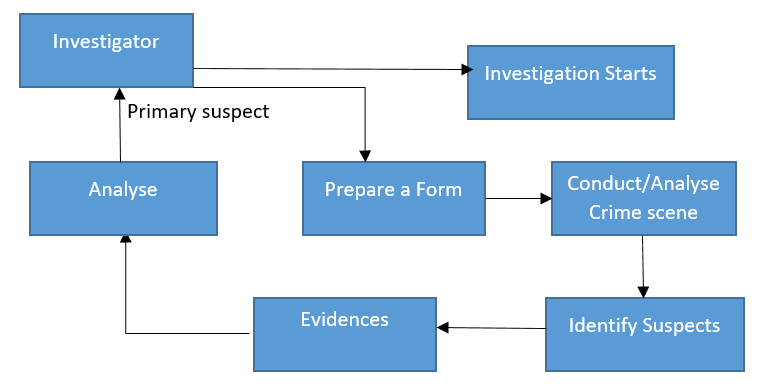 Investigator
Investigation Starts
Primary suspect
Analyse
Prepare a Form
Conduct/Analyse
Crime scene
Evidences
Identify Suspects